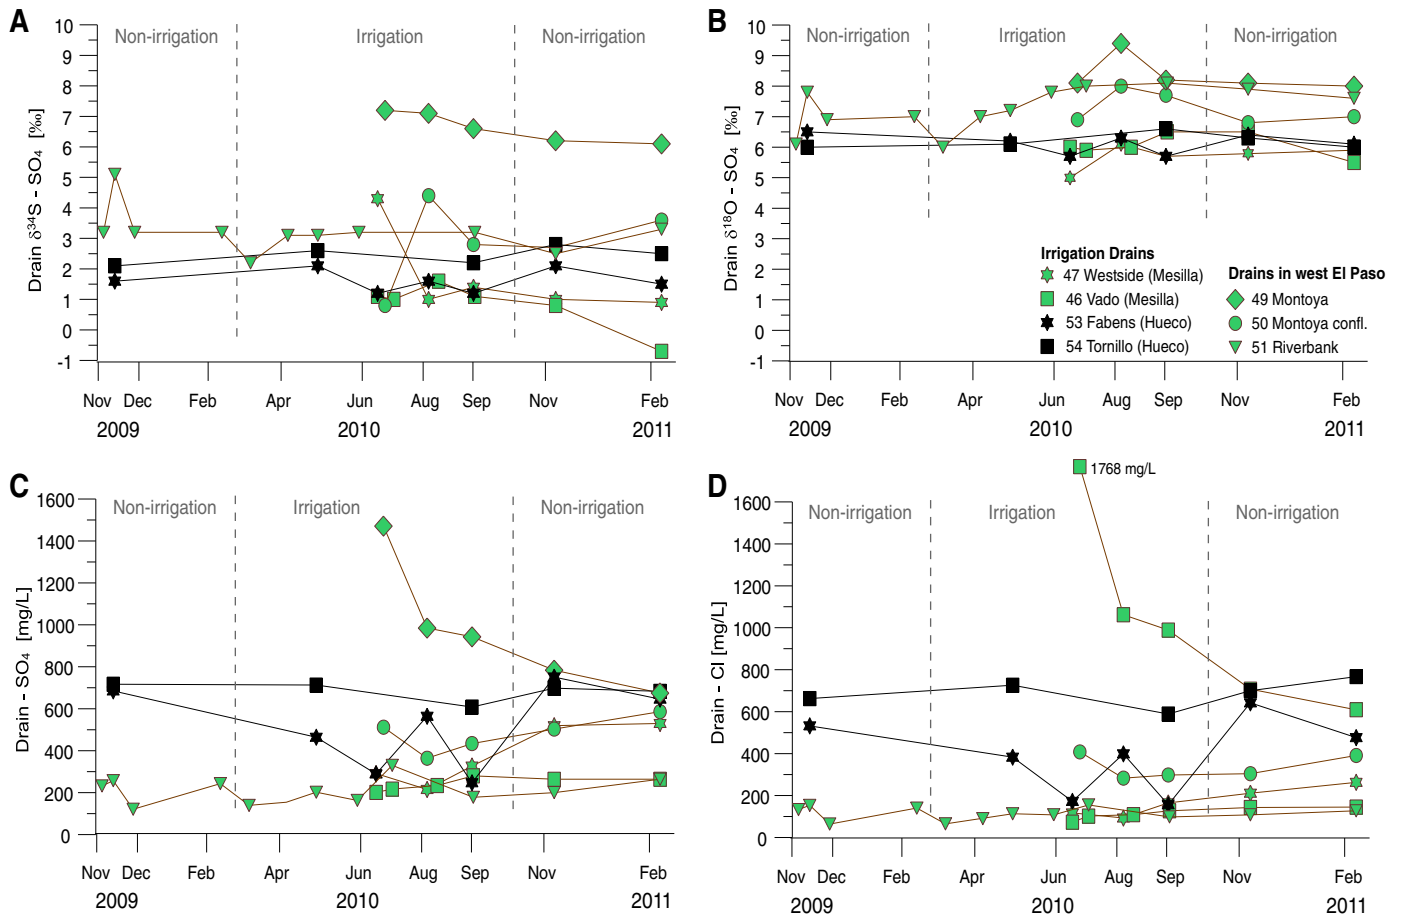 A
Non-irrigation Irrigation Non-irrigation
Drain δ³⁴S - SO₄ [‰]
10
9
8
7
6
5
4
3
2
1
0
-1
Nov Dec Feb Apr Jun Aug Sep Nov Feb
2009 2010 2011
B
Non-irrigation Irrigation Non-irrigation
Drain δ¹⁸O - SO₄ [‰]
10
9
8
7
6
5
4
3
2
1
0
-1
Irrigation Drains
47 Westside (Mesilla)
46 Vado (Mesilla)
53 Fabens (Hueco)
54 Tornillo (Hueco)
Drains in west El Paso
49 Montoya
50 Montoya confl.
51 Riverbank
Nov Dec Feb Apr Jun Aug Sep Nov Feb
2009 2010 2011
C
Non-irrigation Irrigation Non-irrigation
Drain - SO₄ [mg/L]
1600
1400
1200
1000
800
600
400
200
0
Nov Dec Feb Apr Jun Aug Sep Nov Feb
2009 2010 2011
D
1768 mg/L
Non-irrigation Irrigation Non-irrigation
Drain - Cl [mg/L]
1600
1400
1200
1000
800
600
400
200
0
Nov Dec Feb Apr Jun Aug Sep Nov Feb
2009 2010 2011